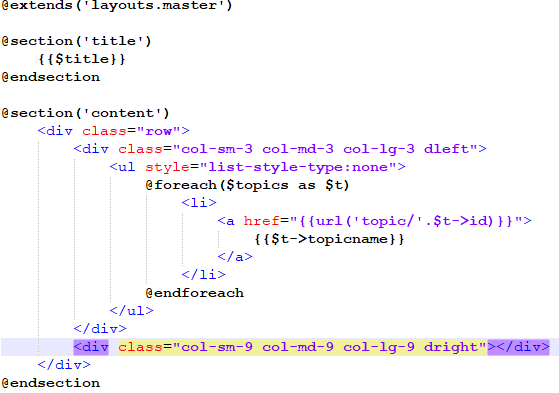 @extends('layouts.master')
@section('title')
{{$title}}
@endsection
@section('content')
<div class="row">
<div class="col-sm-3 col-md-3 col-lg-3 dleft">
<ul style="list-style-type:none">
@foreach($topics as $t)
<li>
<a href="{{url('topic/'.$t->id)}}">
{{$t->topicname}}
</a>
</li>
@endforeach
</ul>
</div>
<div class="col-sm-9 col-md-9 col-lg-9 dright"></div>
</div>
@endsection